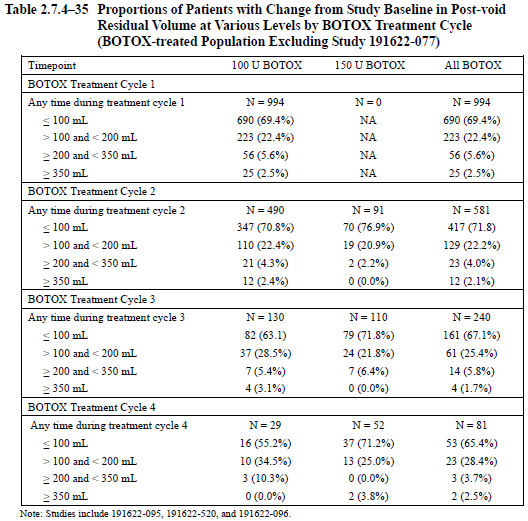 Table 2.7.4–35 Proportions of Patients with Change from Study Baseline in Post-void
Residual Volume at Various Levels by BOTOX Treatment Cycle
(BOTOX-treated Population Excluding Study 191622-077)
Timepoint 100 U BOTOX 150 U BOTOX All BOTOX
BOTOX Treatment Cycle 1
Any time during treatment cycle 1 N = 994 N = 0 N = 994
≤ 100 mL 690 (69.4%) NA 690 (69.4%)
> 100 and < 200 mL 223 (22.4%) NA 223 (22.4%)
≥ 200 and < 350 mL 56 (5.6%) NA 56 (5.6%)
≥ 350 mL 25 (2.5%) NA 25 (2.5%)
BOTOX Treatment Cycle 2
Any time during treatment cycle 2 N = 490 N = 91 N = 581
≤ 100 mL 347 (70.8%) 70 (76.9%) 417 (71.8)
> 100 and < 200 mL 110 (22.4%) 19 (20.9%) 129 (22.2%)
≥ 200 and < 350 mL 21 (4.3%) 2 (2.2%) 23 (4.0%)
≥ 350 mL 12 (2.4%) 0 (0.0%) 12 (2.1%)
BOTOX Treatment Cycle 3
Any time during treatment cycle 3 N = 130 N = 110 N = 240
≤ 100 mL 82 (63.1) 79 (71.8%) 161 (67.1%)
> 100 and < 200 mL 37 (28.5%) 24 (21.8%) 61 (25.4%)
≥ 200 and < 350 mL 7 (5.4%) 7 (6.4%) 14 (5.8%)
≥ 350 mL 4 (3.1%) 0 (0.0%) 4 (1.7%)
BOTOX Treatment Cycle 4
Any time during treatment cycle 4 N = 29 N = 52 N = 81
≤ 100 mL 16 (55.2%) 37 (71.2%) 53 (65.4%)
> 100 and < 200 mL 10 (34.5%) 13 (25.0%) 23 (28.4%)
≥ 200 and < 350 mL 3 (10.3%) 0 (0.0%) 3 (3.7%)
≥ 350 mL 0 (0.0%) 2 (3.8%) 2 (2.5%)
Note: Studies include 191622-095, 191622-520, and 191622-096.